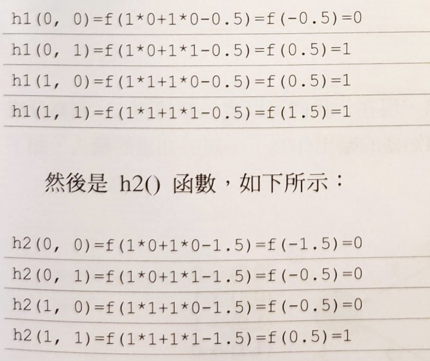 h1(0, 0)=f(1*0+1*0-0.5)=f(-0.5)=0
h1(0, 1)=f(1*0+1*1-0.5)=f(0.5)=1
h1(1, 0)=f(1*1+1*0-0.5)=f(0.5)=1
h1(1, 1)=f(1*1+1*1-0.5)=f(1.5)=1
然後是 h2() 函數，如下所示：
h2(0, 0)=f(1*0+1*0-1.5)=f(-1.5)=0
h2(0, 1)=f(1*0+1*1-1.5)=f(-0.5)=0
h2(1, 0)=f(1*1+1*0-1.5)=f(-0.5)=0
h2(1, 1)=f(1*1+1*1-1.5)=f(0.5)=1